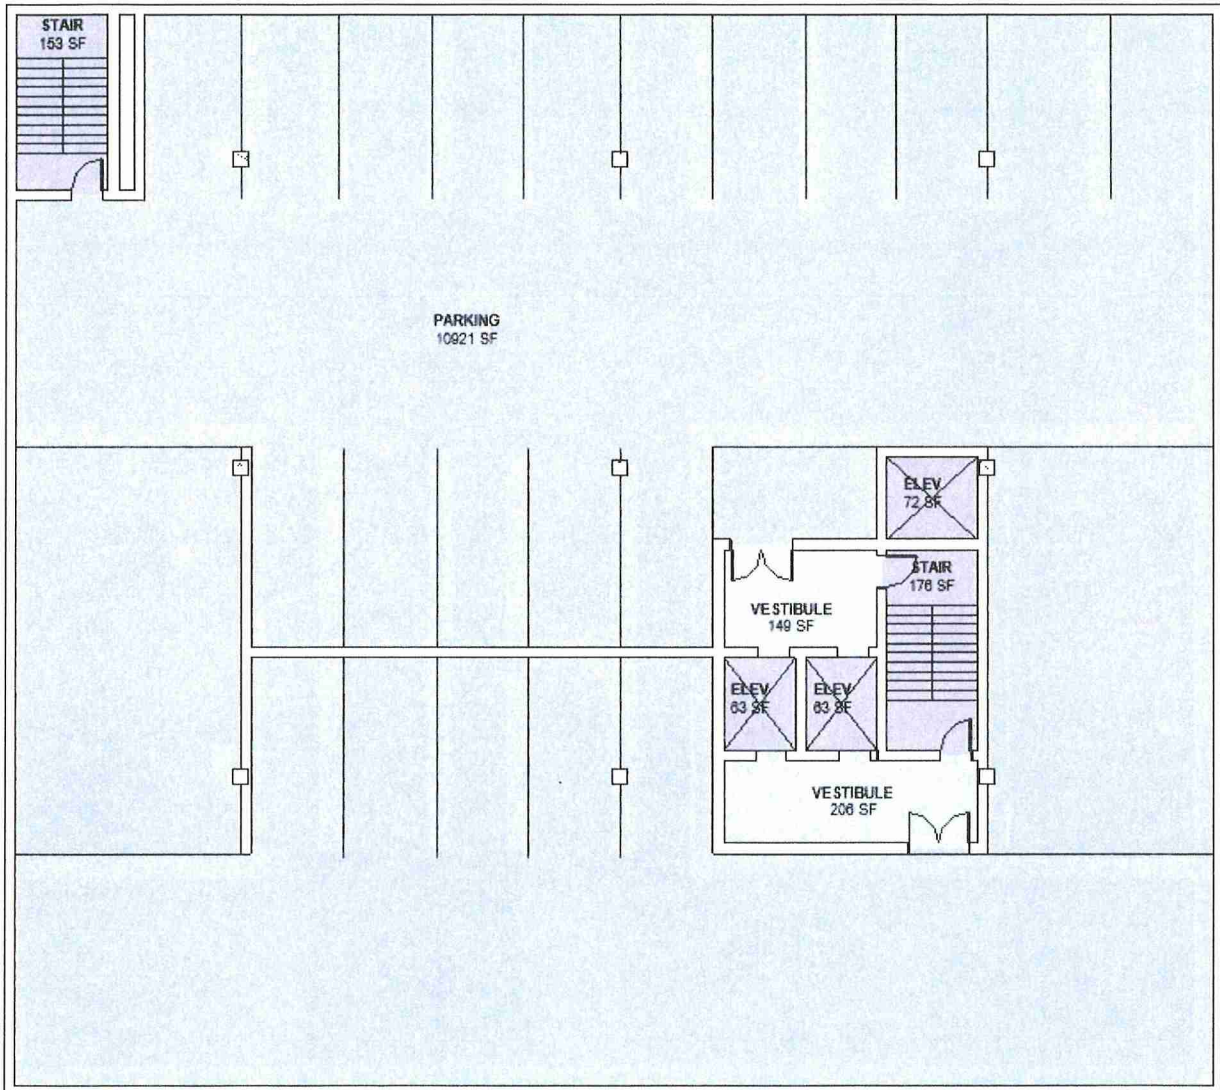 STAIR
153 SF
PARKING
10921 SF
ELEV
72 SF
STAIR
176 SF
VESTIBULE
149 SF
ELEV
63 SF
ELEV
63 SF
VESTIBULE
206 SF